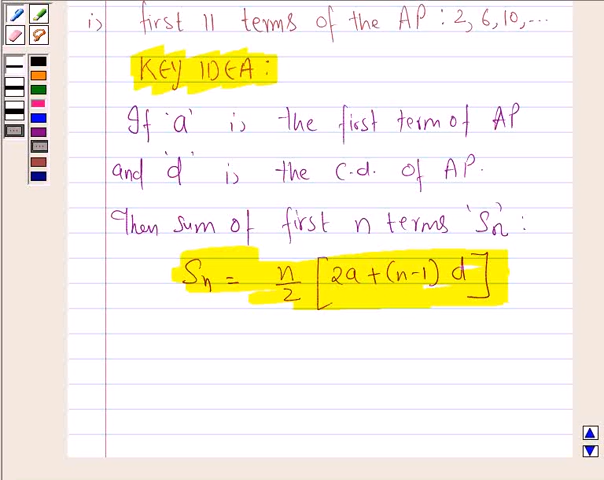 i) first 11 terms of the AP : 2, 6, 10, ...
KEY IDEA :
If 'a' is the first term of AP
and 'd' is the c.d. of AP.
Then sum of first n terms 'Sn' :
Sn = n/2 [2a + (n-1) d]